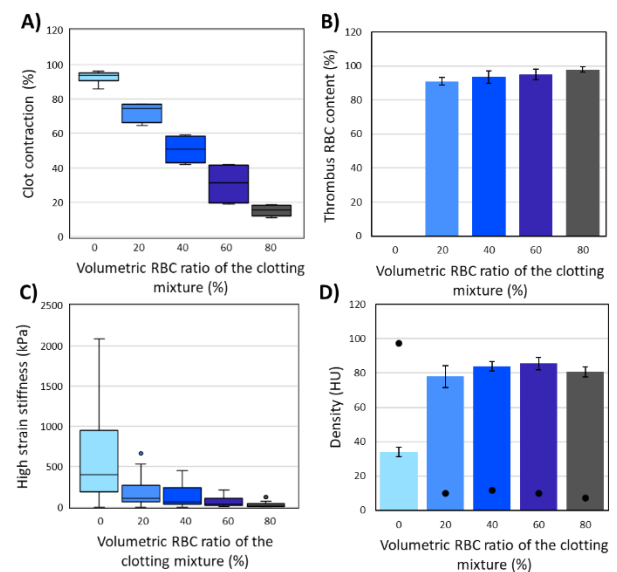 A)
120
100
80
60
40
20
0
Clot contraction (%)
0 20 40 60 80
Volumetric RBC ratio of the clotting
mixture (%)
B)
120
100
80
60
40
20
0
Thrombus RBC content (%)
0 20 40 60 80
Volumetric RBC ratio of the clotting
mixture (%)
C)
2500
2000
1500
1000
500
0
High strain stiffness (kPa)
0 20 40 60 80
Volumetric RBC ratio of the
clotting mixture (%)
D)
120
100
80
60
40
20
0
Density (HU)
0 20 40 60 80
Volumetric RBC ratio of the clotting
mixture (%)